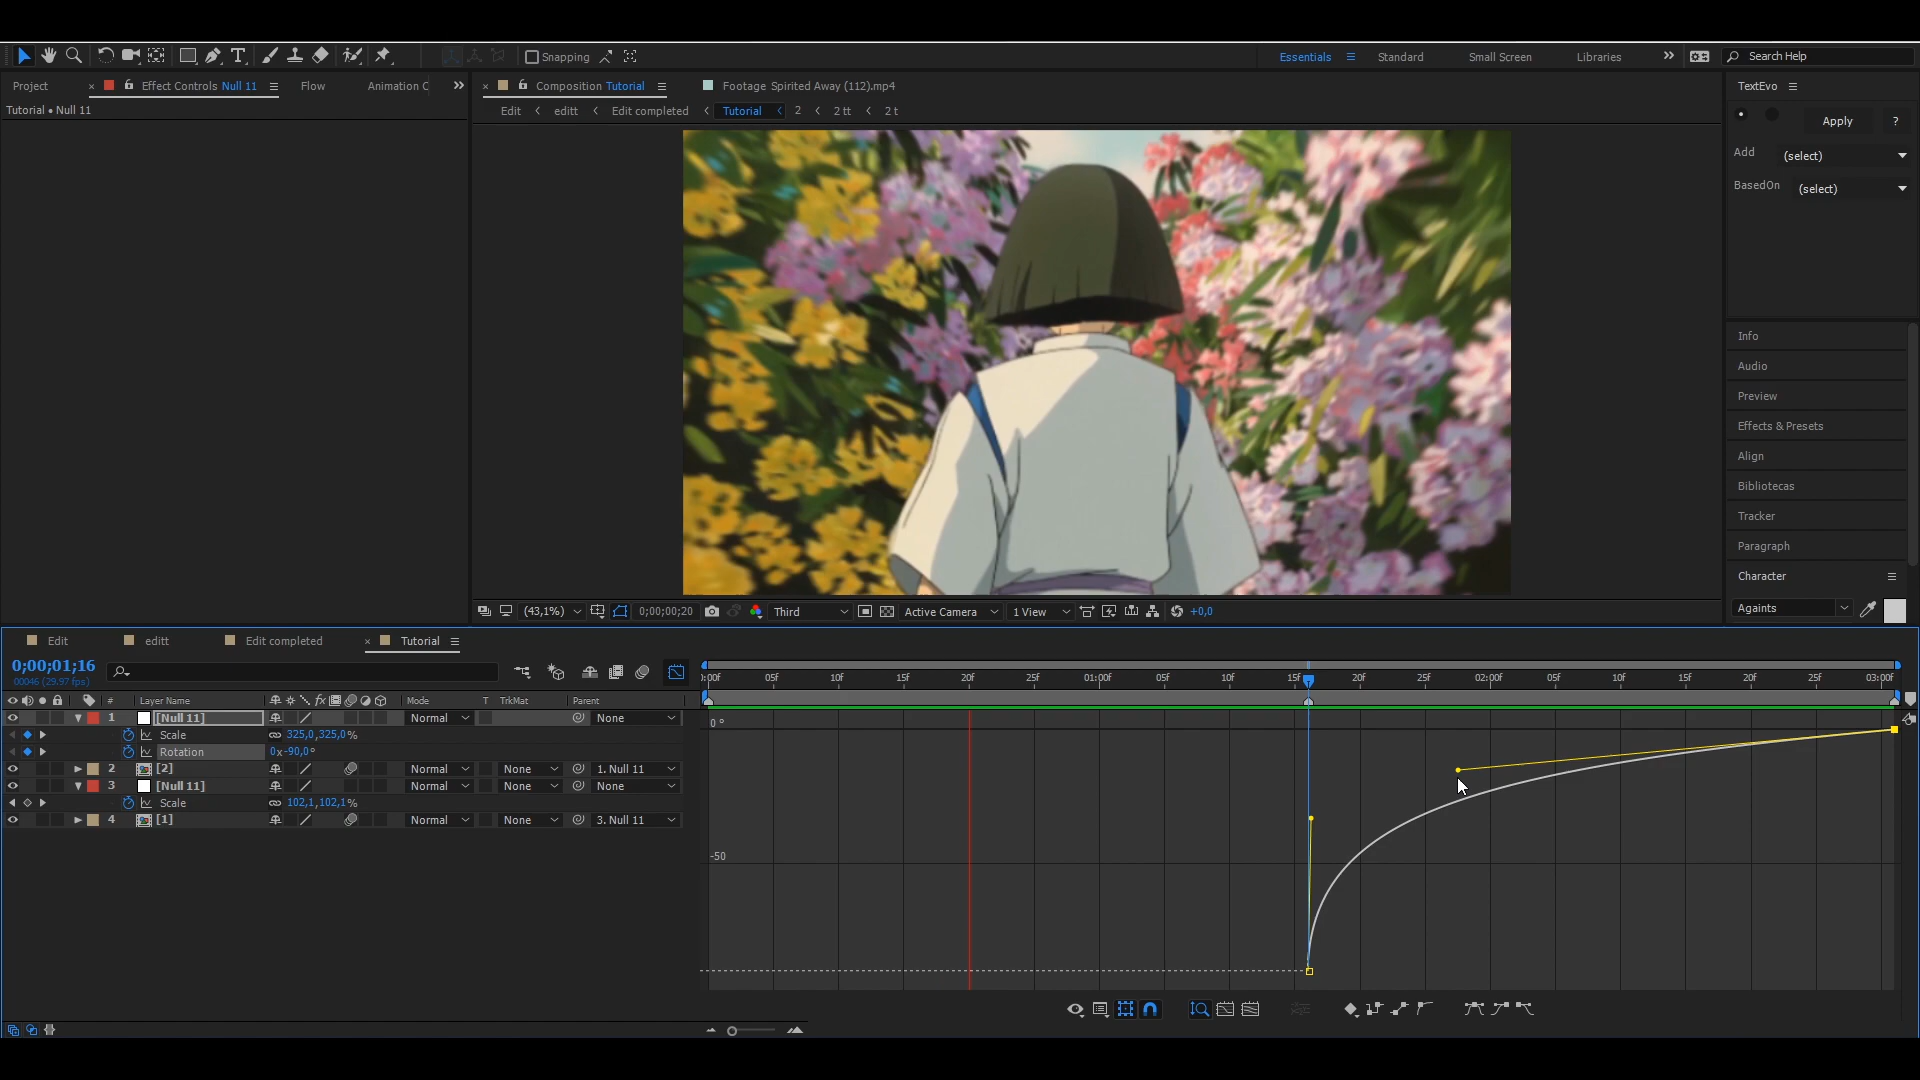 Snapping
Essentials
Standard
Small Screen
Libraries
Search Help
Project
Effect Controls Null 11
Flow
Animation C
Composition Tutorial
Footage Spirited Away (112).mp4
TextEvo
Tutorial • Null 11
Edit
editt
Edit completed
Tutorial
2
2 tt
2 t
Apply
?
Add
(select)
BasedOn
(select)
Info
Audio
Preview
Effects & Presets
Align
Bibliotecas
Tracker
Paragraph
Character
Againts
(43,1%)
0;00;00;20
Third
Active Camera
1 View
+0,0
Edit
editt
Edit completed
Tutorial
0;00;01;16
00046 (29.97 fps)
:00f
05f
10f
15f
20f
25f
01:00f
05f
10f
15f
20f
25f
02:00f
05f
10f
15f
20f
25f
03:00f
#
Layer Name
fx
Mode
T
TrkMat
Parent
1
[Null 11]
Normal
None
Scale
325,0,325,0%
Rotation
0x-90,0°
2
[2]
Normal
None
1. Null 11
3
[Null 11]
Normal
None
None
Scale
102,1,102,1%
4
[1]
Normal
None
3. Null 11
0 °
-50